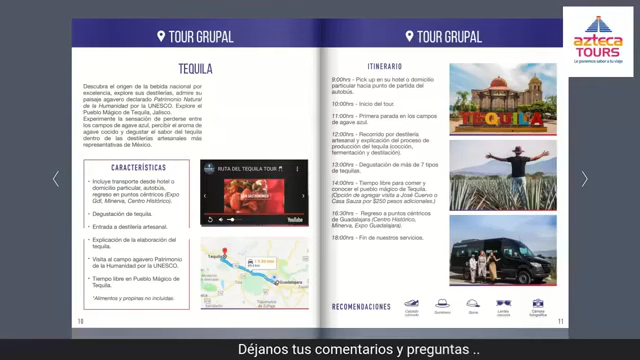 TOUR GRUPAL
TEQUILA
Descubra el origen de la bebida por
excelencia, explore sus destilerías, admire su
paisaje agavero declarado Patrimonio Natural
de la Humanidad por la UNESCO. Explore el
Pueblo Mágico de Tequila, Jalisco.
Experimente la sensación de perderse entre
los campos de agave azul, percibir el aroma de
agave cocido y degustar el sabor del tequila
dentro de las destilerías artesanales más
representativas de México.
CARACTERÍSTICAS
• Incluye transporte desde hotel o
domicilio particular, autobús,
regreso en puntos céntricos (Expo
Gdl, Minerva, Centro Histórico).
• Degustación de tequila.
• Entrada a destilería artesanal.
• Explicación de la elaboración del
tequila.
• Visita al campo agavero Patrimonio
de la Humanidad por la UNESCO.
• Tiempo libre en Pueblo Mágico de
Tequila.
*Alimentos y propinas no incluidas.
RUTA DEL TEQUILA TOUR
YouTube
Tequila
Guadalajara
10
TOUR GRUPAL
ITINERARIO
9:00hrs - Pick up en su hotel o domicilio
particular hacia punto de partida del
autobús.
10:00hrs - Inicio del tour.
11:00hrs - Primera parada en los campos
de agave azul.
12:00hrs - Recorrido por destilería
artesanal y explicación del proceso de
producción del tequila (cocción,
fermentación y destilación).
13:00hrs - Degustación de más de 7 tipos
de tequilas.
14:00hrs - Tiempo libre para comer y
conocer el pueblo mágico de Tequila.
(Opción de agregar visita a José Cuervo o
Casa Sauza por $250 pesos adicionales.)
16:30hrs - Regreso a puntos céntricos
de Guadalajara (Centro Histórico,
Minerva, Expo Guadalajara).
18:00hrs - Fin de nuestros servicios.
TEQUILA
RECOMENDACIONES
11
azteca
TOURS
Le ponemos sabor a tu viaje
Déjanos tus comentarios y preguntas ..